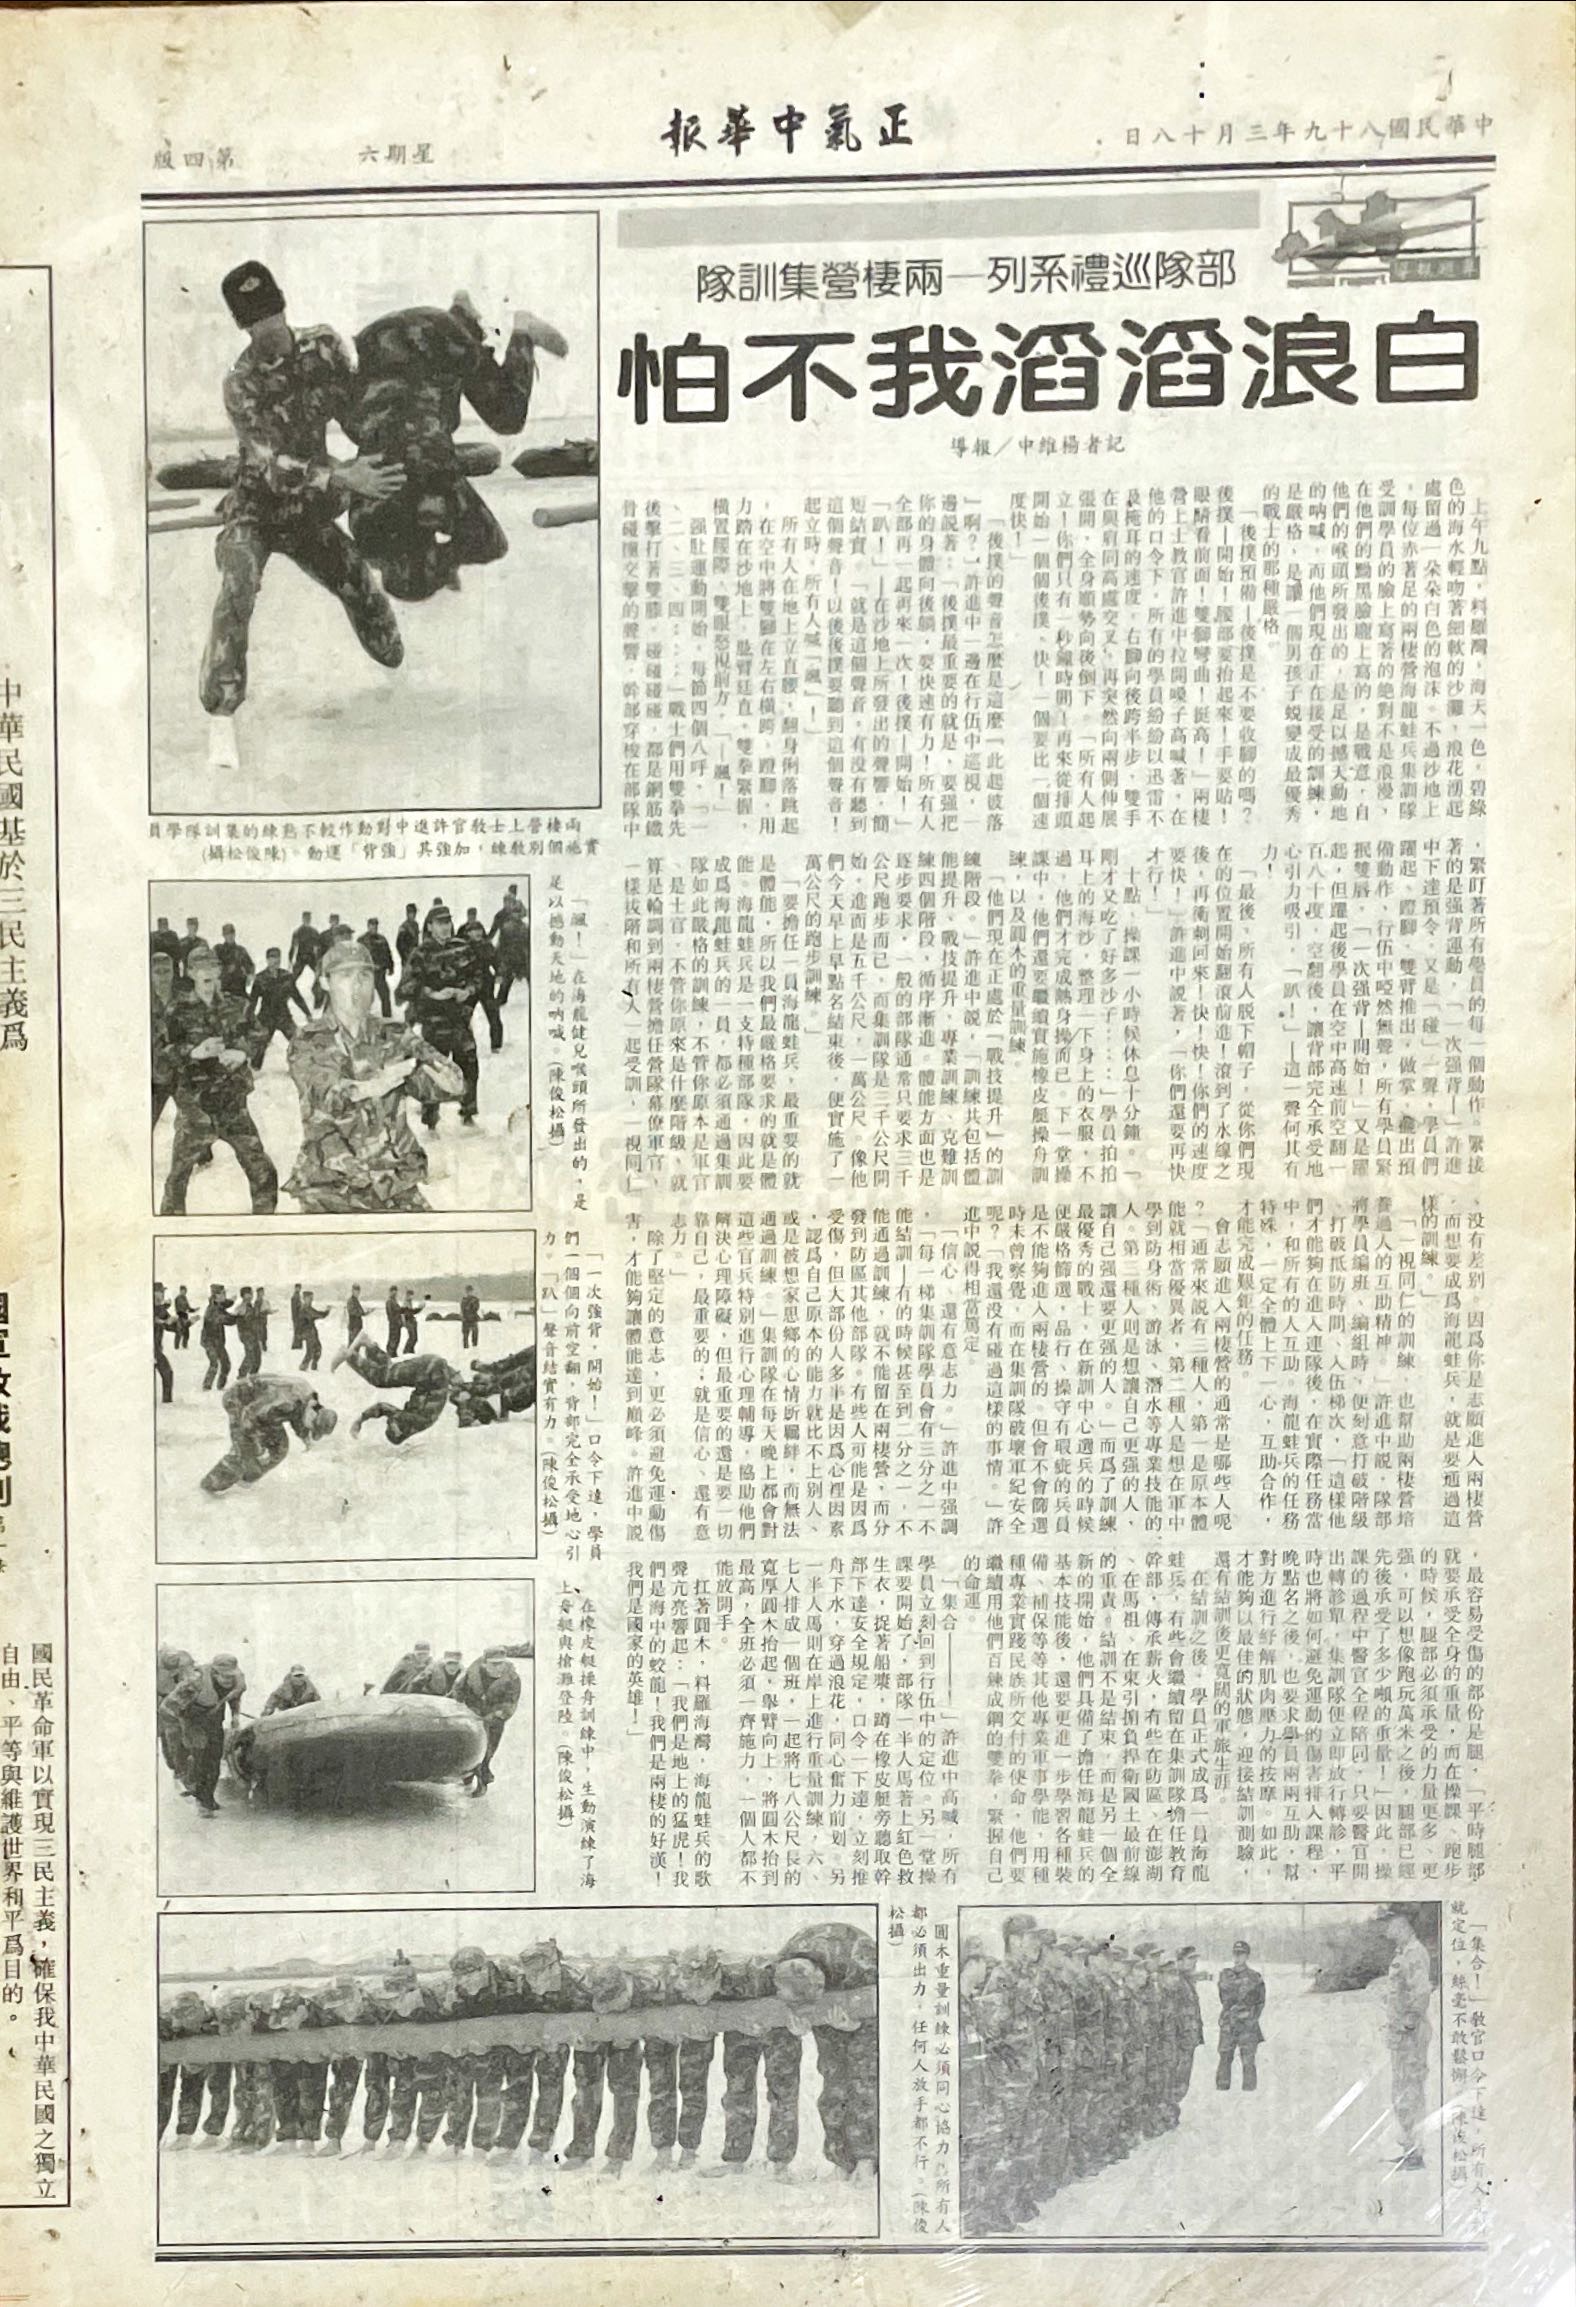 中華民國八十九年三月十八日
正氣中華報
星期六
第四版
部隊巡禮系列—兩棲營集訓隊
白浪滔滔我不怕
記者楊維中／報導
上午九點，料羅灣，海天一色，碧綠
色的海水輕吻著細軟的沙灘，浪花湧起
處留過一朵朵白色的泡沫。不過沙地上
，每位赤著足的兩棲營海龍蛙兵集訓隊
受訓學員的臉上寫著的絕對不是浪漫，
在他們的黝黑臉龐上寫的，是戰意，自
他們的喉頭所發出的，是足以撼天動地
的吶喊，而他們現在正在接受的訓練，
是嚴格，是讓一個男孩子蛻變成最優秀
的戰士的那種嚴格。
「後撲預備—後撲是不要收腳的嗎？
後撲—開始！腰部要抬起來！手要貼！
眼睛看前面！雙腳彎曲！挺高！」兩棲
營上士教官許進中拉開嗓子高喊著，在
他的口令下，所有的學員紛紛以迅雷不
及掩耳的速度，右腳向後跨半步，雙手
在與肩同高處交叉，再突然向兩側伸展
張開，全身順勢向後倒下。「所有人起
立！你們只有一秒鐘時間！再來從排頭
開始一個個後撲，快！一個要比一個速
度快！」
「後撲的聲音怎麼是這麼一此起彼落
啊？」許進中一邊在行伍中巡視，一
邊說著：「後撲最重要的就是，要強把
你的身體向後躺，要快速有力！所有人
全部再一起再來一次！後撲—開始！」
「趴！」—在沙地上所發出的聲響，簡
短結實。「就是這個聲音，有沒有聽到
這個聲音！以後後撲要聽到這個聲音！
起立時，所有人喊「颯」！」
所有人在地上立直腰，翻身俐落跳起
，在空中將雙腳在左右橫跨，蹬腳，用
力踏在沙地上，肱臂廷直，雙拳緊握，
橫置腰際，雙眼怒視前方，「—颯！」
強肚運動開始，每節四個八呼，「一
、二、三、四……」戰士們用雙拳先
後擊打著雙膝，碰碰碰碰，都是鋼筋鐵
骨碰撞交擊的聲響，幹部穿梭在部隊中
，緊盯著所有學員的每一個動作。緊接
著的是強背運動，「一次強背—」許進
中下達預令，又是「碰」一聲，學員們
躍起、蹬腳、雙臂推出，做掌、擺出預
備動作，行伍中啞然無聲，所有學員緊
抿雙唇。「一次強背—開始！」又是躍
起，但躍起後學員在空中高速前空翻一
百八十度，空翻後，讓背部完全承受地
心引力吸引，「趴！」—這一聲何其有
力！
「最後、所有人脫下帽子，從你們現
在的位置開始翻滾前進！滾到了水線之
後，再衝刺回來！快！快！你們的速度
要快！」許進中說著，「你們還要再快
才行！」
十點，操課一小時候休息十分鐘。「
剛才又吃了好多沙子……」學員拍拍
耳上的海沙，整理一下身上的衣服，不
過，他們才完成熱身操而已。下一堂操
課中，他們還要繼續實施橡皮艇操舟訓
練，以及圓木的重量訓練。
「他們現在正處於「戰技提升」的訓
練階段。」許進中說，「訓練共包括體
能提升、戰技提升，專業訓練、克難訓
練四個階段，循序漸進。體能方面也是
逐步要求，一般的部隊通常只要求三千
公尺跑步而已，而集訓隊是三千公尺開
始，進而是五千公尺，一萬公尺。像他
們今天早上早點名結束後，便實施了一
萬公尺的跑步訓練。」
「要擔任一員海龍蛙兵，最重要的就
是體能，所以我們最嚴格要求的就是體
能。海龍蛙兵是一支特種部隊，因此要
成為海龍蛙兵的一員，都必須通過集訓
隊如此嚴格的訓練，不管你原本是軍官
、是士官，不管你原來是什麼階級，就
算是輪調到兩棲營擔任營隊幕僚軍官，
一樣拔階和所有人一起受訓，一視同仁
、沒有差別。因為你是志願進入兩棲營
，而想要成為海龍蛙兵，就是要通過這
樣的訓練。」
「一視同仁的訓練，也幫助兩棲營培
養過人的互助精神。」許進中說，隊部
將學員編班、編組時，便刻意打破階級
、打破抵防時間、入伍梯次，「這樣他
們才能夠在進入連隊後，在實際任務當
中，和所有的人互助。海龍蛙兵的任務
特殊，一定全體上下一心，互助合作，
才能完成艱鉅的任務。
會志願進入兩棲營的通常是哪些人呢
？「通常來說有三種人，第一是原本體
能就相當優異者，第二種人是想在軍中
學到防身術、游泳、潛水等專業技能的
人。第三種人則是想讓自己更強的人，
讓自己強還要更強的人。」而為了訓練
最優秀的戰士，在新訓中心選兵的時候
便嚴格篩選，品行、操守有瑕疵的兵員
是不能夠進入兩棲營的。但會不會篩選
時未曾察覺，而在集訓隊破壞軍紀安全
呢？「我還沒有碰過這樣的事情。」許
進中說得相當篤定。
「信心、還有意志力。」許進中強調
，「每一梯集訓隊學員會有三分之一不
能結訓—有的時候甚至到二分之一，不
能通過訓練，就不能留在兩棲營，而分
發到防區其他部隊。有些人可能是因為
受傷，但大部份人多半是因為心裡因素
，認為自己原本的能力就比不上別人、
或是被想家思鄉的心情所羈絆，而無法
通過訓練。」集訓隊在每天晚上都會對
這些官兵特別進行心理輔導，協助他們
解決心理障礙，但最重要的還是要一切
靠自己，最重要的；就是信心、還有意
志力。」
除了堅定的意志，更必須避免運動傷
害，才能夠讓體能達到顛峰。許進中說
，最容易受傷的部份是腿，「平時腿部
就要承受全身的重量，而在操課、跑步
的時候，腿部必須承受的力量更多、更
強，可以想像跑玩萬米之後，腿部已經
先後承受了多少噸的重量！」因此，操
課的過程中醫官全程陪同，只要醫官開
出轉診單，集訓隊便立即放行轉診，平
時也將如何避免運動的傷害排入課程，
晚點名之後，也要求學員兩兩互助，幫
對方進行紓解肌肉壓力的按摩。如此，
才能夠以最佳的狀態，迎接結訓測驗，
還有結訓後更寬闊的軍旅生涯。
在結訓之後，學員正式成為一員海龍
蛙兵，有些會繼續留在集訓隊擔任教育
幹部，傳承薪火，有些在防區、在澎湖
、在馬祖、在東引擔負捍衛國土最前線
的重責。結訓不是結束，而是另一個全
新的開始，他們具備了擔任海龍蛙兵的
基本技能後，還要更進一步學習各種裝
備、補保等等其他專業軍事學能，用種
種專業實踐民族所交付的使命，他們要
繼續用他們百鍊成鋼的雙拳，緊握自己
的命運。
「集合———！」許進中高喊，所有
學員立刻回到行伍中的定位。另一堂操
課要開始了，部隊一半人馬著上紅色救
生衣，捉著船槳，蹲在橡皮艇旁聽取幹
部下達安全規定，口令一下達，立刻推
舟下水，穿過浪花，同心奮力前划。另
一半人馬則在岸上進行重量訓練，六、
七人排成一個班，一起將七八公尺長的
寬厚圓木抬起，舉臂向上，將圓木抬到
最高，全班必須一齊施力，一個人都不
能放開手。
扛著圓木，料羅海灣，海龍蛙兵的歌
聲亢亮響起：「我們是地上的猛虎！我
們是海中的蛟龍！我們是兩棲的好漢！
我們是國家的英雄！」
兩棲營上士教官許進中對動作較不熟練的集訓隊學員
實施個別教練，加強其「強背」運動。(陳俊松攝)
「颯！」在海龍健兒喉頭所發出的，是
足以撼動天地的吶喊。(陳俊松攝)
「一次強背，開始！」口令下達，學員
們一個個向前空翻，背部完全承受地心引
力。「趴」聲音結實有力。(陳俊松攝)
在橡皮艇操舟訓練中，生動演練了海
上舟艇與搶灘登陸。(陳俊松攝)
圓木重量訓練必須同心協力，所有人
都必須出力，任何人放手都不行。(陳俊
松攝)
「集合！」教官口令下達，所有人
就定位，絲毫不敢鬆懈。(陳俊松攝)
中華民國基於三民主義為
國民革命軍以實現三民主義，確保我中華民國之獨立
自由、平等與維護世界和平為目的。